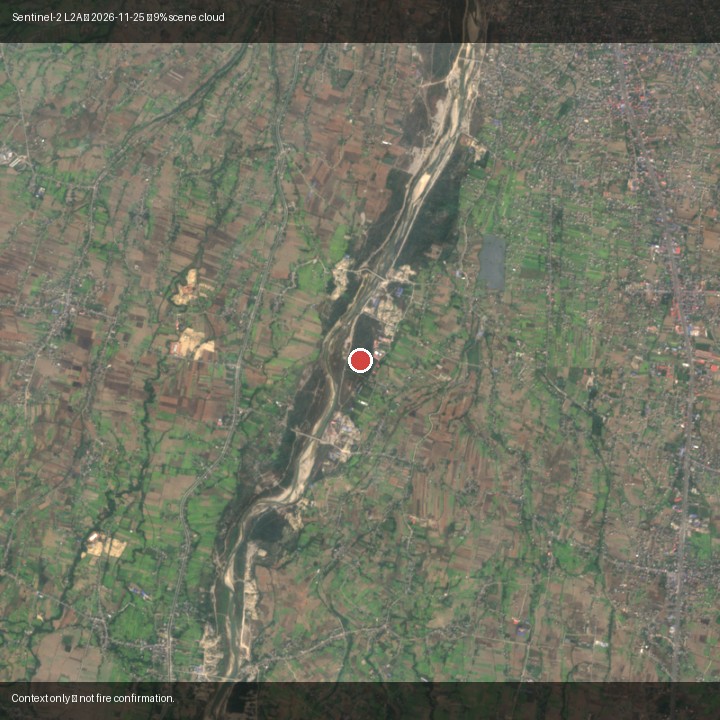 Sentinel-2 L2A▯2026-11-25▯9% scene cloud
Context only▯not fire confirmation.